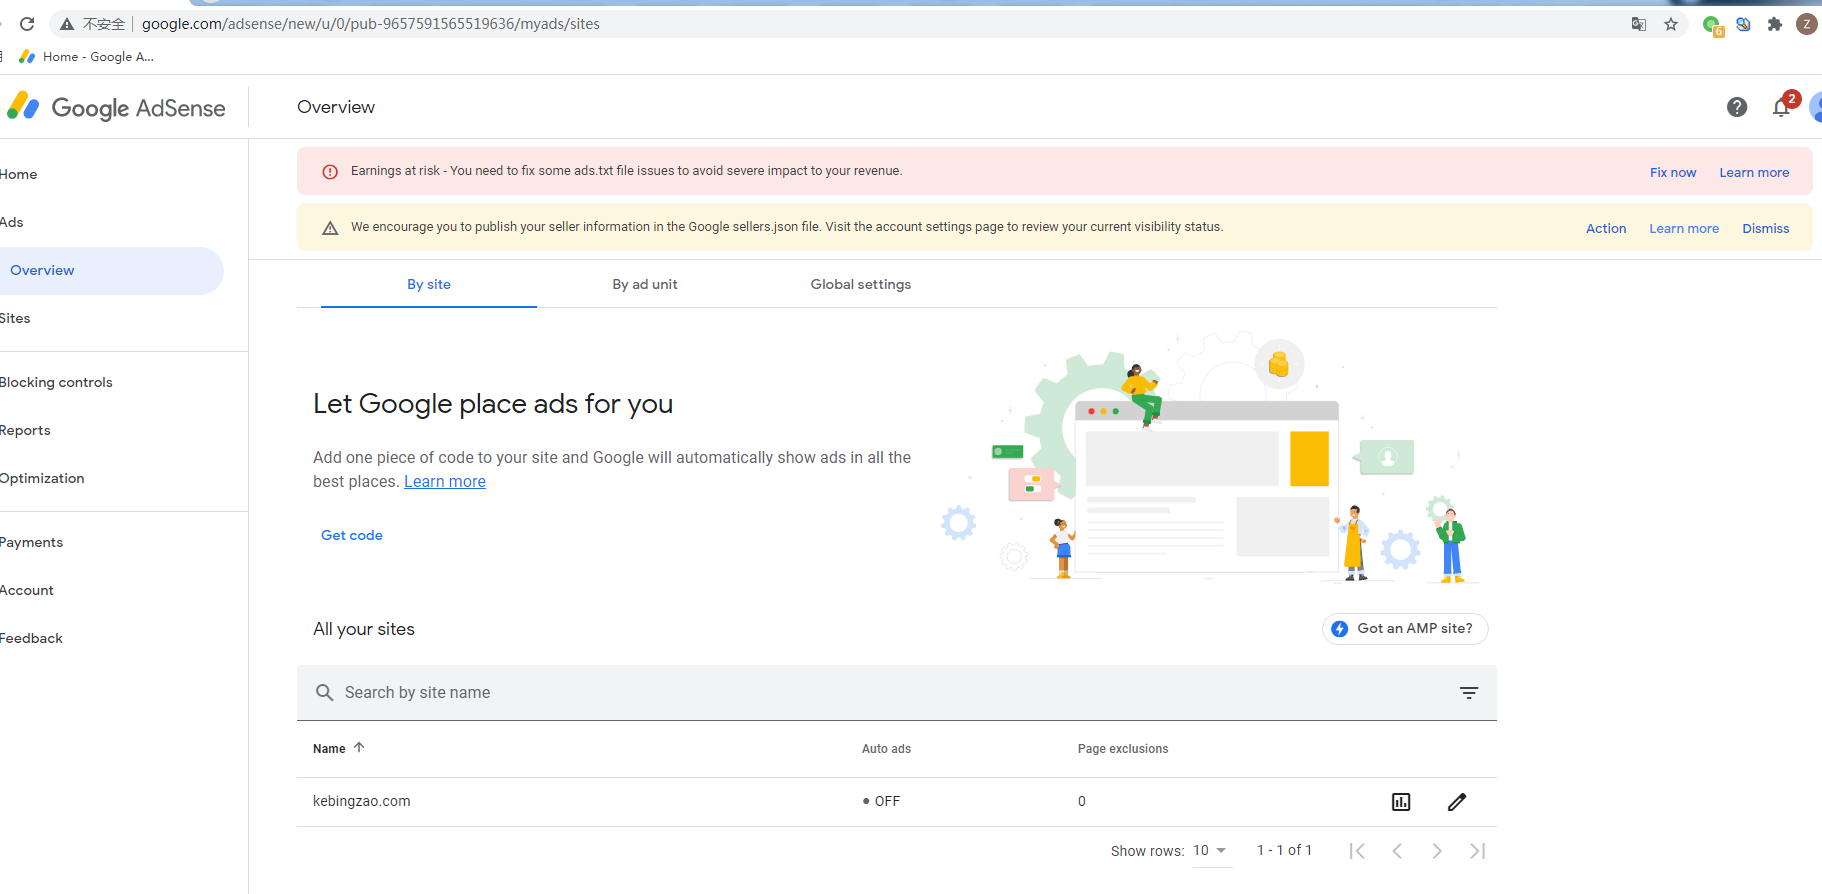 不安全 google.com/adsense/new/u/0/pub-9657591565519636/myads/sites
6
Z
Home - Google A...
Google AdSense
Overview
2
Home
Ads
Overview
Sites
Blocking controls
Reports
Optimization
Payments
Account
Feedback
Earnings at risk - You need to fix some ads.txt file issues to avoid severe impact to your revenue. Fix now Learn more
We encourage you to publish your seller information in the Google sellers.json file. Visit the account settings page to review your current visibility status. Action Learn more Dismiss
By site By ad unit Global settings
Let Google place ads for you
Add one piece of code to your site and Google will automatically show ads in all the
best places. Learn more
Get code
All your sites
Got an AMP site?
Search by site name
Name Auto ads Page exclusions
kebingzao.com OFF 0
Show rows: 10 1 - 1 of 1